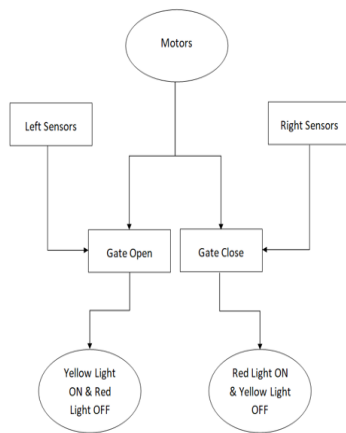 Motors
Left Sensors
Right Sensors
Gate Open
Gate Close
Yellow Light
ON & Red
Light OFF
Red Light ON
& Yellow Light
OFF